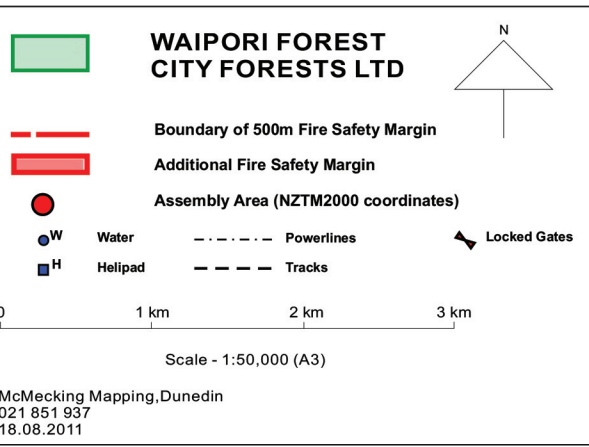 WAIPORI FOREST
CITY FORESTS LTD
N
Boundary of 500m Fire Safety Margin
Additional Fire Safety Margin
Assembly Area (NZTM2000 coordinates)
W Water Powerlines Locked Gates
H Helipad Tracks
0 1 km 2 km 3 km
Scale - 1:50,000 (A3)
McMecking Mapping,Dunedin
021 851 937
18.08.2011